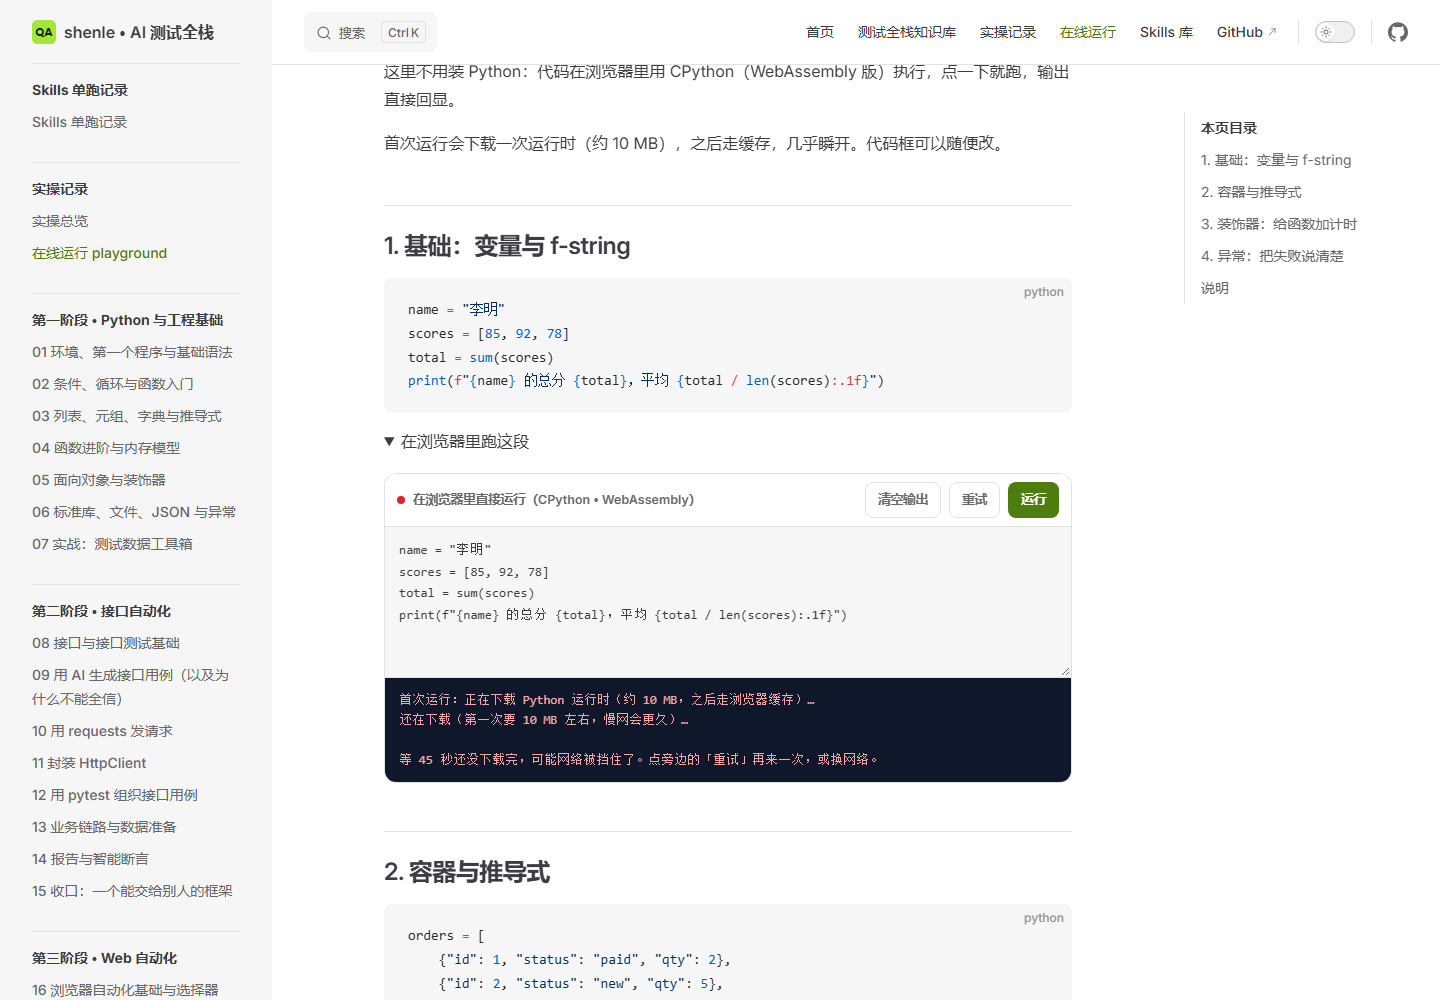 QA shenle • AI 测试全栈
搜索 Ctrl K
首页 测试全栈知识库 实操记录 在线运行 Skills 库 GitHub ↗
Skills 单跑记录
Skills 单跑记录
实操记录
实操总览
在线运行 playground
第一阶段 • Python 与工程基础
01 环境、第一个程序与基础语法
02 条件、循环与函数入门
03 列表、元组、字典与推导式
04 函数进阶与内存模型
05 面向对象与装饰器
06 标准库、文件、JSON 与异常
07 实战：测试数据工具箱
第二阶段 • 接口自动化
08 接口与接口测试基础
09 用 AI 生成接口用例（以及为
什么不能全信）
10 用 requests 发请求
11 封装 HttpClient
12 用 pytest 组织接口用例
13 业务链路与数据准备
14 报告与智能断言
15 收口：一个能交给别人的框架
第三阶段 • Web 自动化
16 浏览器自动化基础与选择器
这里不用装 Python：代码在浏览器里用 CPython（WebAssembly 版）执行，点一下就跑，输出
直接回显。
首次运行会下载一次运行时（约 10 MB），之后走缓存，几乎瞬开。代码框可以随便改。
1. 基础：变量与 f-string
python
name = "李明"
scores = [85, 92, 78]
total = sum(scores)
print(f"{name} 的总分 {total}，平均 {total / len(scores):.1f}")
▼ 在浏览器里跑这段
在浏览器里直接运行（CPython • WebAssembly） 清空输出 重试 运行
name = "李明"
scores = [85, 92, 78]
total = sum(scores)
print(f"{name} 的总分 {total}，平均 {total / len(scores):.1f}")
首次运行：正在下载 Python 运行时（约 10 MB，之后走浏览器缓存）…
还在下载（第一次要 10 MB 左右，慢网会更久）…
等 45 秒还没下载完，可能网络被挡住了。点旁边的「重试」再来一次，或换网络。
2. 容器与推导式
python
orders = [
{"id": 1, "status": "paid", "qty": 2},
{"id": 2, "status": "new", "qty": 5},
本页目录
1. 基础：变量与 f-string
2. 容器与推导式
3. 装饰器：给函数加计时
4. 异常：把失败说清楚
说明